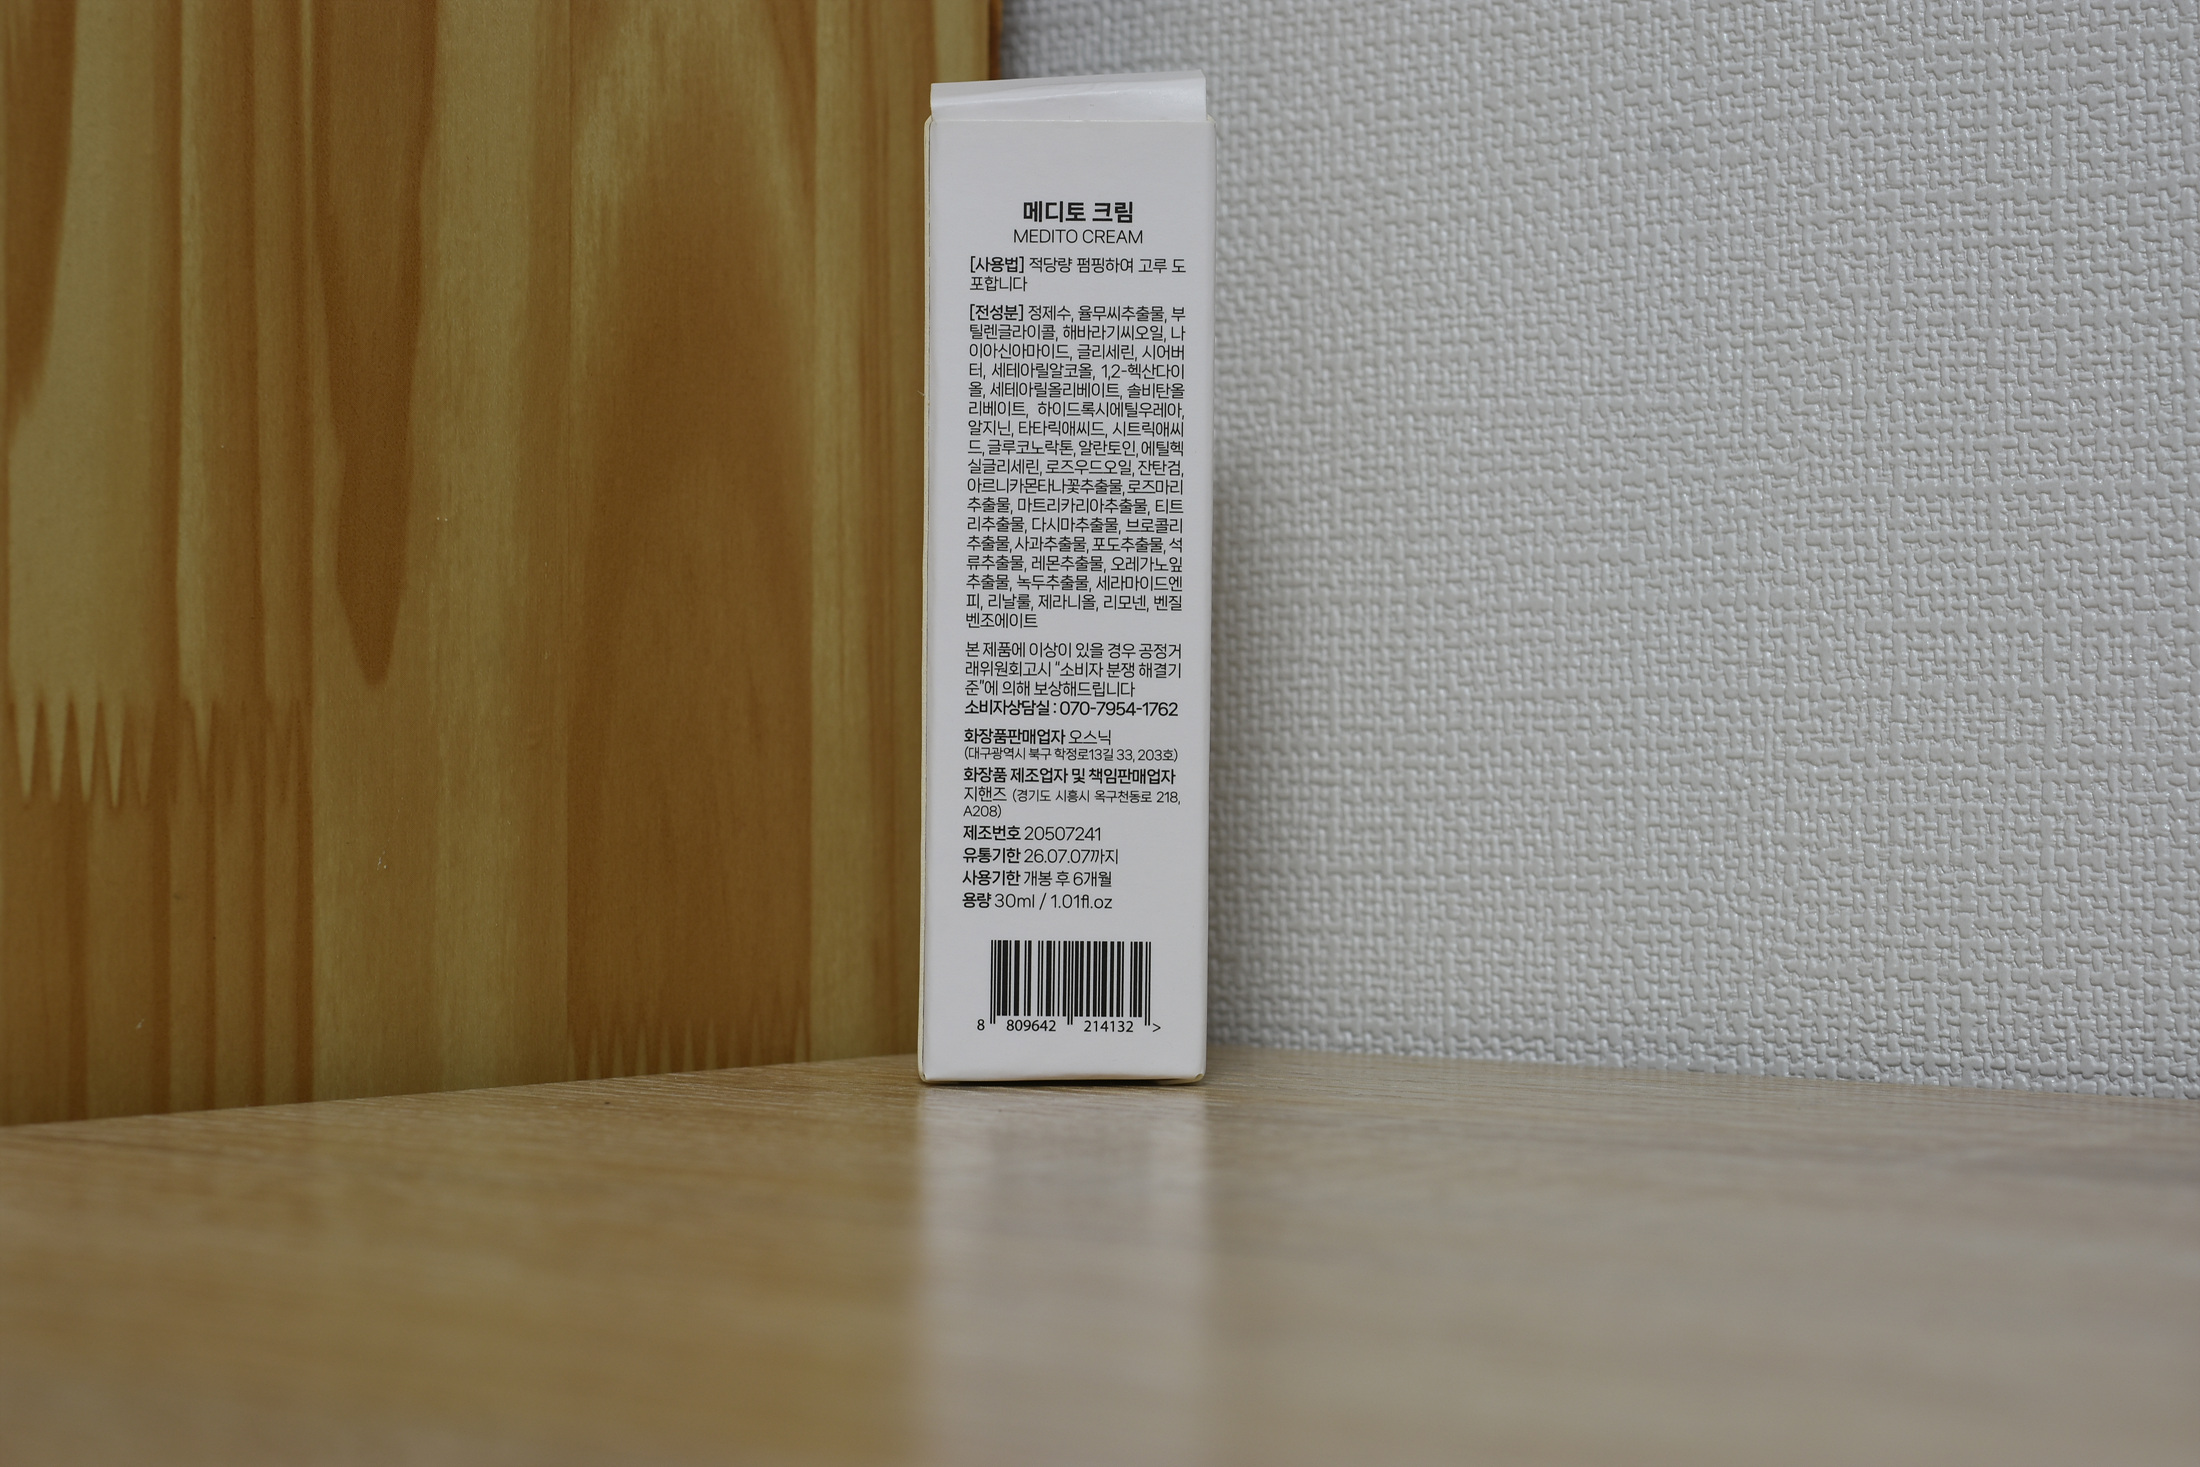 메디토 크림
MEDITO CREAM
[사용법] 적당량 펌핑하여 고루 도
포합니다
[전성분] 정제수, 율무씨추출물, 부
틸렌글라이콜, 해바라기씨오일, 나
이아신아마이드, 글리세린, 시어버
터, 세테아릴알코올, 1,2-헥산다이
올, 세테아릴올리베이트, 솔비탄올
리베이트, 하이드록시에틸우레아,
알지닌, 타타릭애씨드, 시트릭애씨
드, 글루코노락톤, 알란토인, 에틸헥
실글리세린, 로즈우드오일, 잔탄검,
아르니카몬타나꽃추출물, 로즈마리
추출물, 마트리카리아추출물, 티트
리추출물, 다시마추출물, 브로콜리
추출물, 사과추출물, 포도추출물, 석
류추출물, 레몬추출물, 오레가노잎
추출물, 녹두추출물, 세라마이드엔
피, 리날룰, 제라니올, 리모넨, 벤질
벤조에이트
본 제품에 이상이 있을 경우 공정거
래위원회고시 "소비자 분쟁 해결기
준"에 의해 보상해드립니다
소비자상담실 : 070-7954-1762
화장품판매업자 오스닉
(대구광역시 북구 학정로13길 33, 203호)
화장품 제조업자 및 책임판매업자
지핸즈 (경기도 시흥시 옥구천동로 218,
A208)
제조번호 20507241
유통기한 26.07.07까지
사용기한 개봉 후 6개월
용량 30ml / 1.01fl.oz
8 809642 214132 >